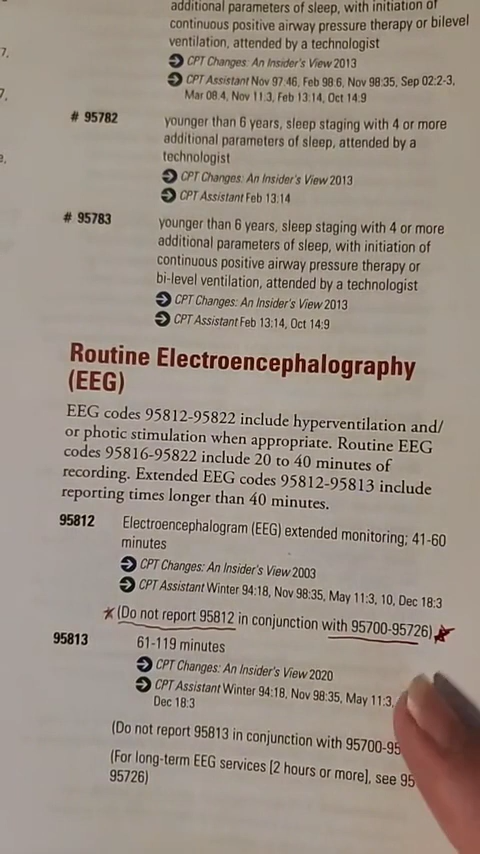 additional parameters of sleep, with initiation of
continuous positive airway pressure therapy or bilevel
ventilation, attended by a technologist
CPT Changes: An Insider's View 2013
CPT Assistant Nov 97:46, Feb 98:6, Nov 98:35, Sep 02:2-3,
Mar 08:4, Nov 11:3, Feb 13:14, Oct 14:9
7,
7,
e,
# 95782 younger than 6 years, sleep staging with 4 or more
additional parameters of sleep, attended by a
technologist
CPT Changes: An Insider's View 2013
CPT Assistant Feb 13:14
# 95783 younger than 6 years, sleep staging with 4 or more
additional parameters of sleep, with initiation of
continuous positive airway pressure therapy or
bi-level ventilation, attended by a technologist
CPT Changes: An Insider's View 2013
CPT Assistant Feb 13:14, Oct 14:9
Routine Electroencephalography
(EEG)
EEG codes 95812-95822 include hyperventilation and/
or photic stimulation when appropriate. Routine EEG
codes 95816-95822 include 20 to 40 minutes of
recording. Extended EEG codes 95812-95813 include
reporting times longer than 40 minutes.
95812 Electroencephalogram (EEG) extended monitoring; 41-60
minutes
CPT Changes: An Insider's View 2003
CPT Assistant Winter 94:18, Nov 98:35, May 11:3, 10, Dec 18:3
(Do not report 95812 in conjunction with 95700-95726)
95813 61-119 minutes
CPT Changes: An Insider's View 2020
CPT Assistant Winter 94:18, Nov 98:35, May 11:3,
Dec 18:3
(Do not report 95813 in conjunction with 95700-95
(For long-term EEG services [2 hours or more], see 95
95726)